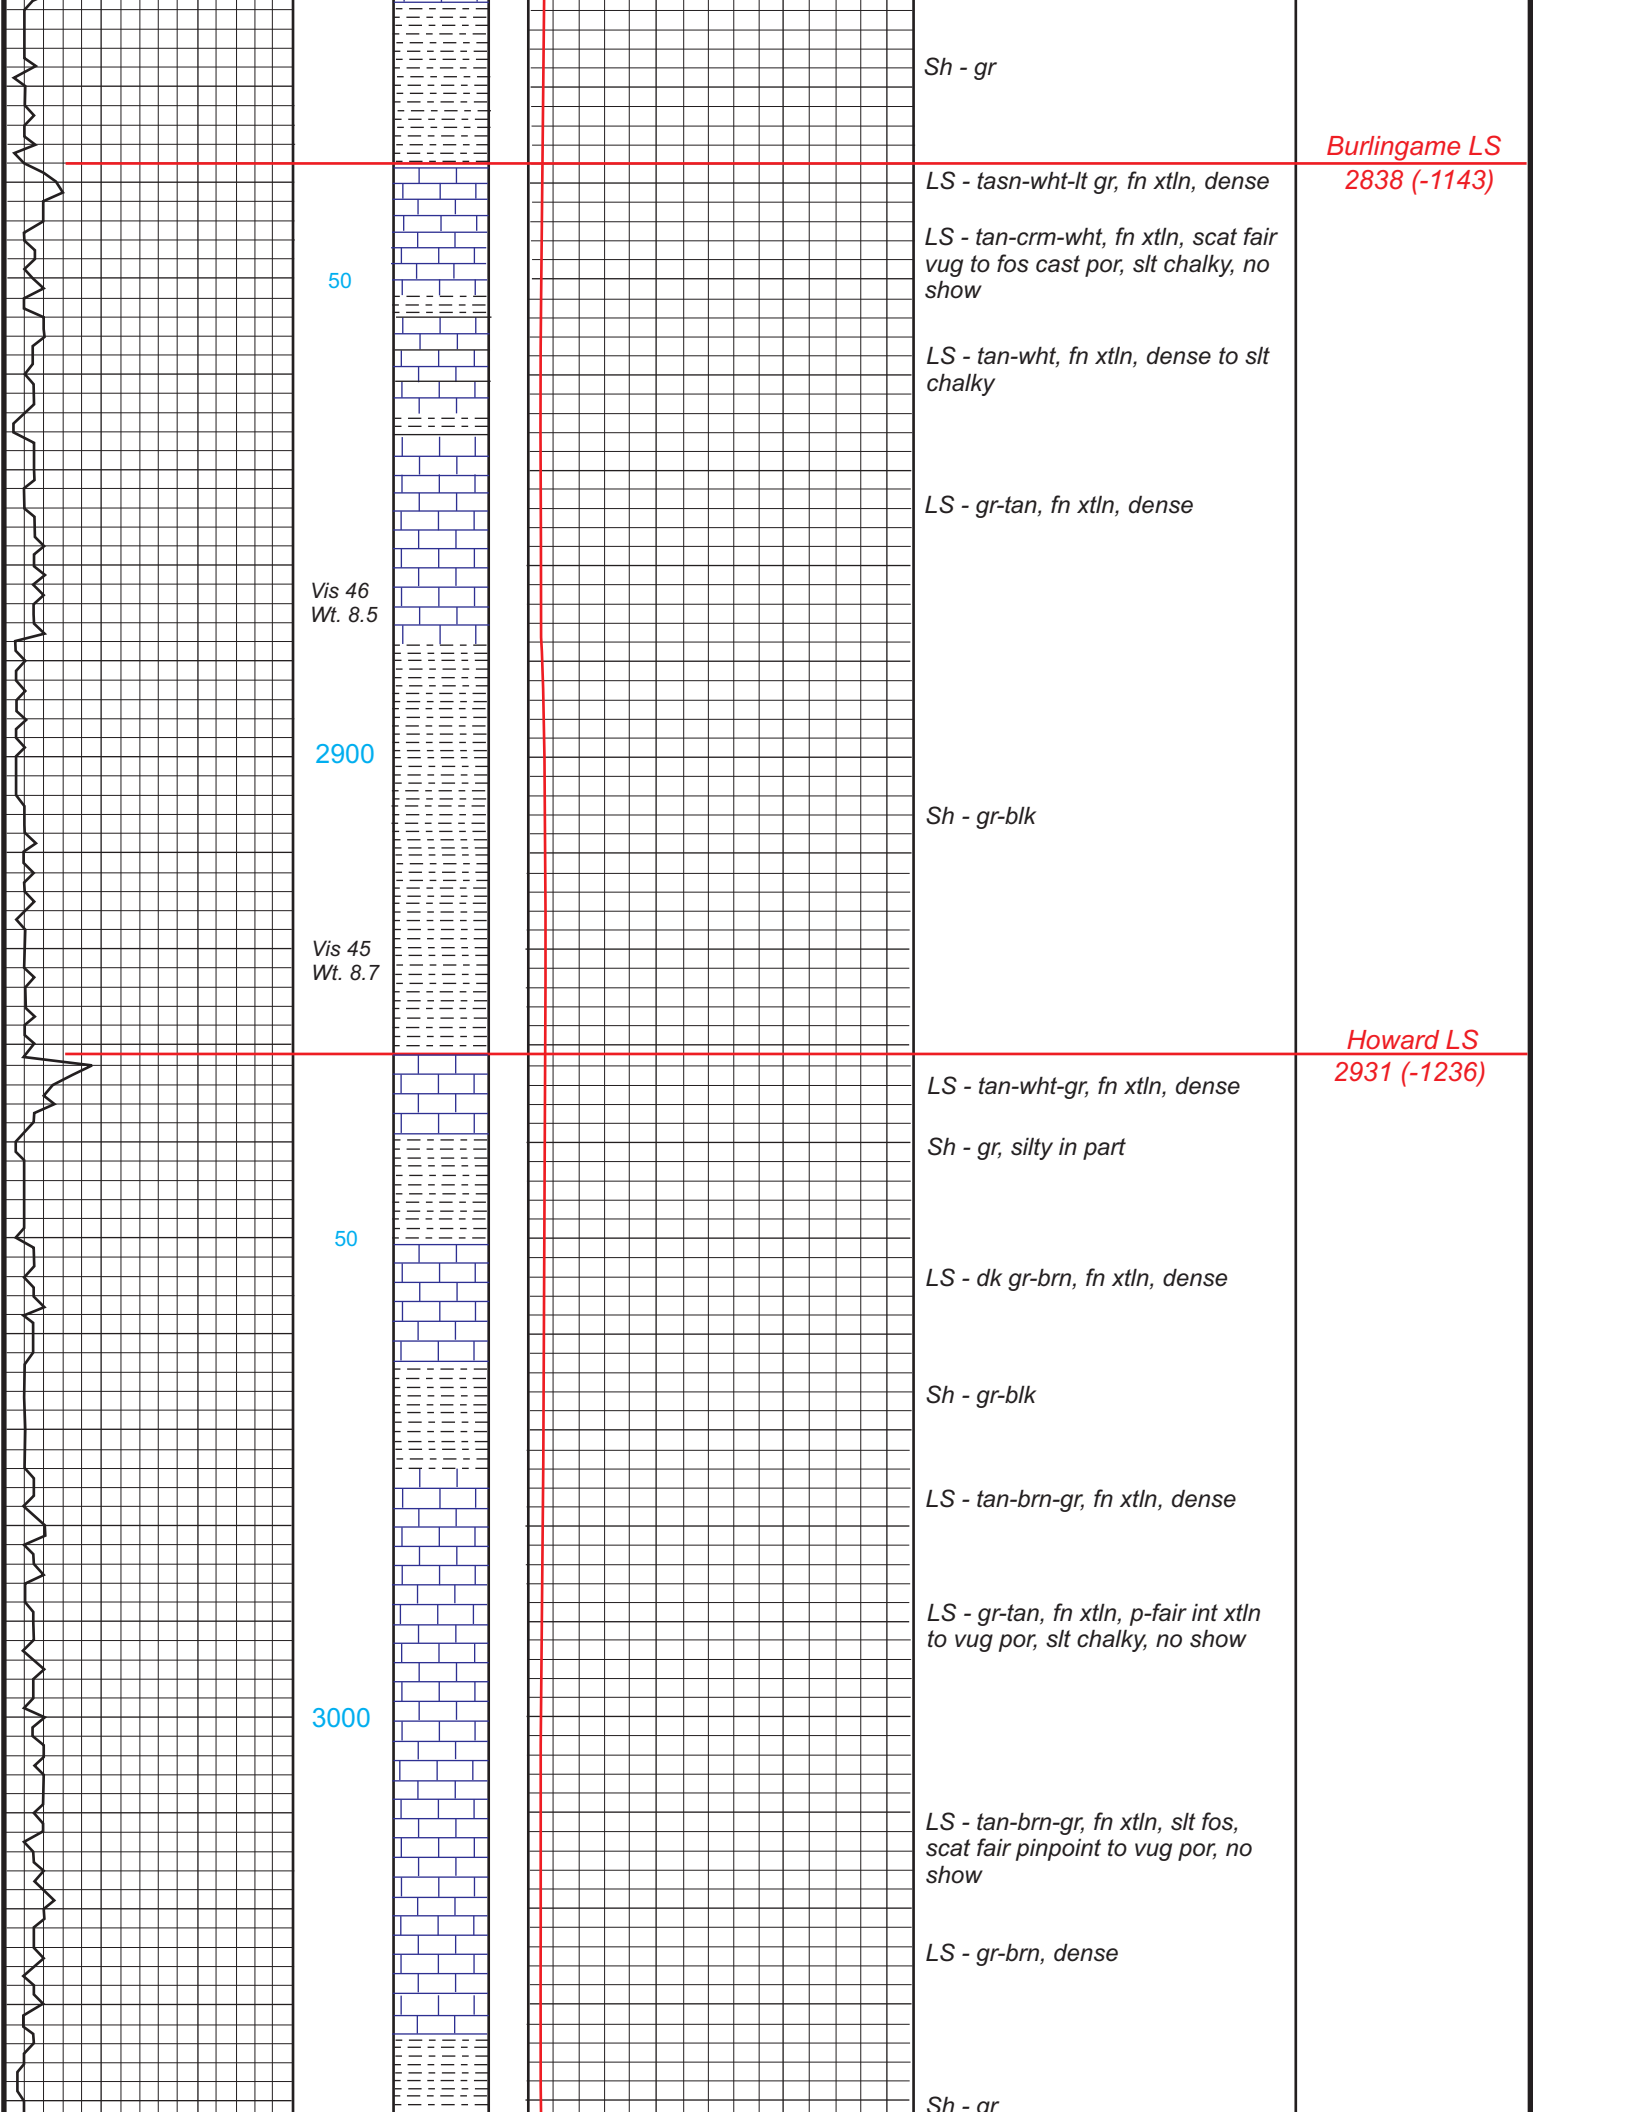 Sh - gr
Burlingame LS
2838 (-1143)
LS - tasn-wht-lt gr, fn xtln, dense
LS - tan-crm-wht, fn xtln, scat fair
vug to fos cast por, slt chalky, no
show
50
LS - tan-wht, fn xtln, dense to slt
chalky
LS - gr-tan, fn xtln, dense
Vis 46
Wt. 8.5
2900
Sh - gr-blk
Vis 45
Wt. 8.7
Howard LS
2931 (-1236)
LS - tan-wht-gr, fn xtln, dense
Sh - gr, silty in part
50
LS - dk gr-brn, fn xtln, dense
Sh - gr-blk
LS - tan-brn-gr, fn xtln, dense
LS - gr-tan, fn xtln, p-fair int xtln
to vug por, slt chalky, no show
3000
LS - tan-brn-gr, fn xtln, slt fos,
scat fair pinpoint to vug por, no
show
LS - gr-brn, dense
Sh - gr